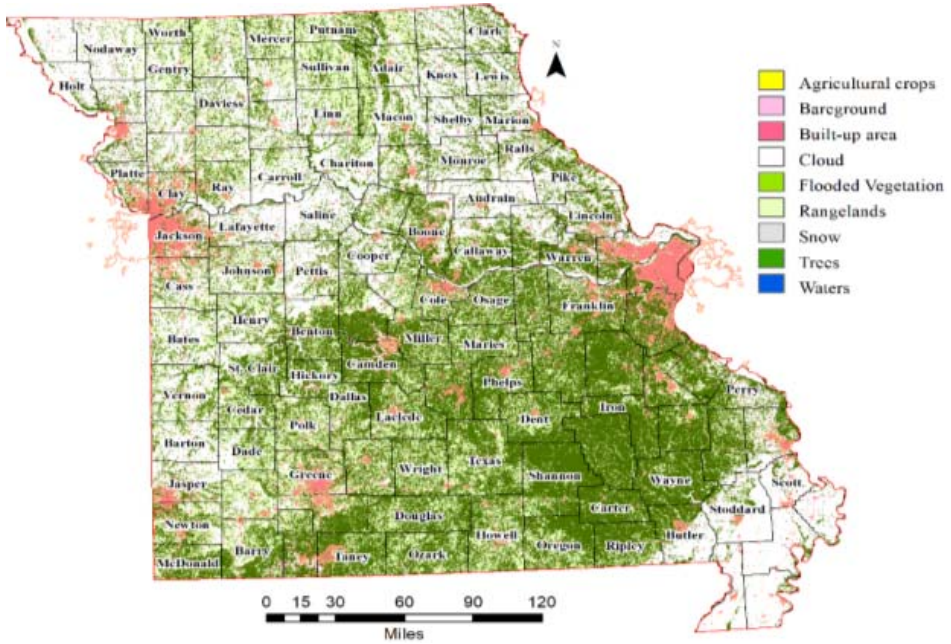 Worth
Putnam
Clark
Nodaway
Mercer
N
Gentry
Sullivan
Adair
Knox
Lewis
Holt
Daviess
Linn
Macon
Shelby
Marion
Ralls
Platte
Ray
Carroll
Chariton
Monroe
Pike
Clay
Audrain
Saline
Lincoln
Jackson
Lafayette
Boone
Callaway
Warren
Johnson
Pettis
Cooper
Cass
Cole
Osage
Franklin
Henry
Benton
Bates
Miller
Maries
St. Clair
Camden
Hickory
Phelps
Perry
Vernon
Dallas
Cedar
Laclede
Dent
Iron
Polk
Barton
Dade
Texas
Greene
Wright
Shannon
Wayne
Scott
Jasper
Stoddard
Carter
Newton
Douglas
Howell
Butler
Barry
Taney
Ozark
Oregon
Ripley
McDonald
Agricultural crops
Bareground
Built-up area
Cloud
Flooded Vegetation
Rangelands
Snow
Trees
Waters
0 15 30 60 90 120
Miles